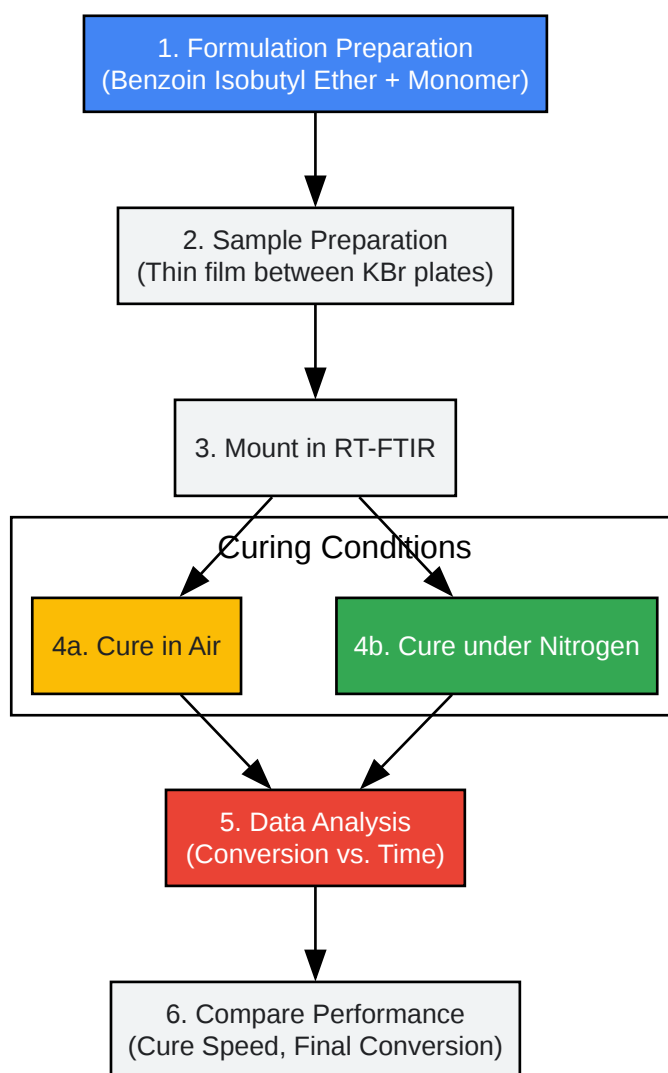 1. Formulation Preparation
(Benzoin Isobutyl Ether + Monomer)
2. Sample Preparation
(Thin film between KBr plates)
3. Mount in RT-FTIR
Curing Conditions
4a. Cure in Air
4b. Cure under Nitrogen
5. Data Analysis
(Conversion vs. Time)
6. Compare Performance
(Cure Speed, Final Conversion)